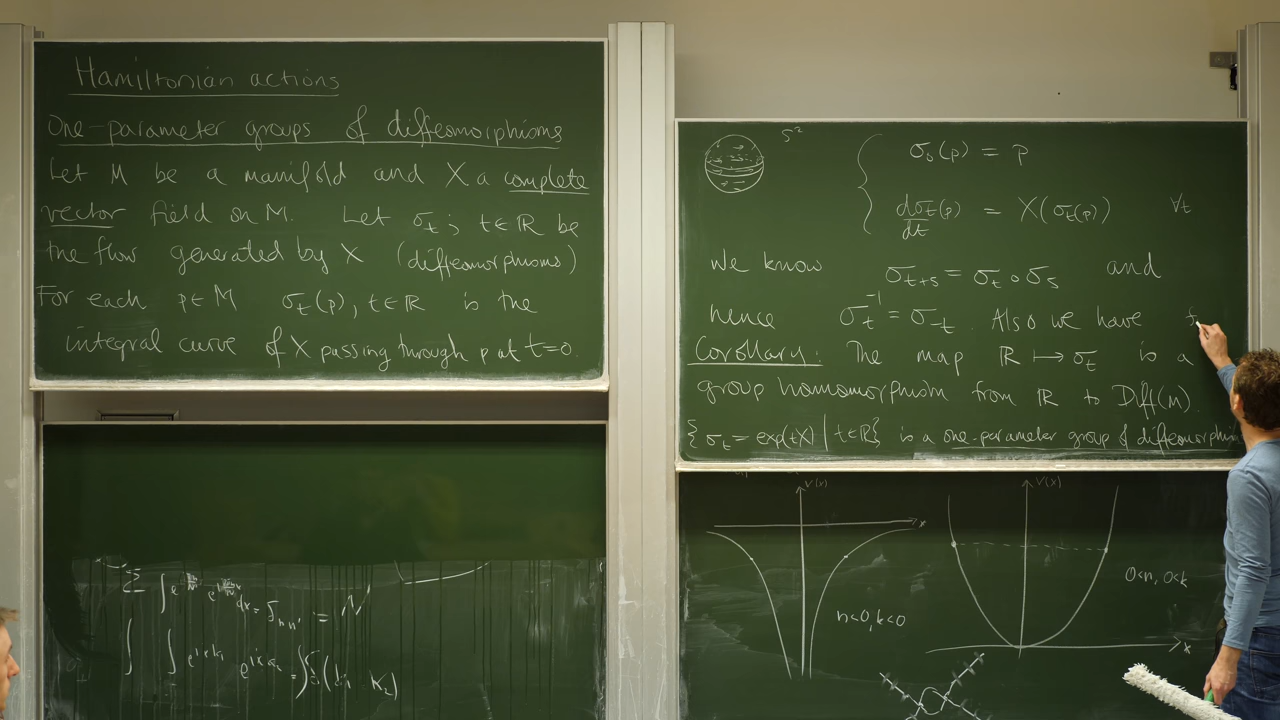 Hamiltonian actions
One-parameter groups of diffeomorphisms
Let M be a manifold and X a complete
vector field on M. Let σ_t ; t∈ℝ be
the flow generated by X (diffeomorphisms)
For each p∈M σ_t(p), t∈ℝ is the
integral curve of X passing through p at t=0.
S²
σ₀(p) = p
dσ_t(p)/dt = X(σ_t(p)) ∀t
We know σ_{t+s} = σ_t ∘ σ_s and
hence σ_t^{-1} = σ_{-t}. Also we have
Corollary: The map ℝ ↦ σ_t is a
group homomorphism from ℝ to Diff(M)
{σ_t = exp(tX) | t∈ℝ} is a one-parameter group of diffeomorphism
V(x)
x
n<0, k<0
V(x)
x
0<n, 0<k